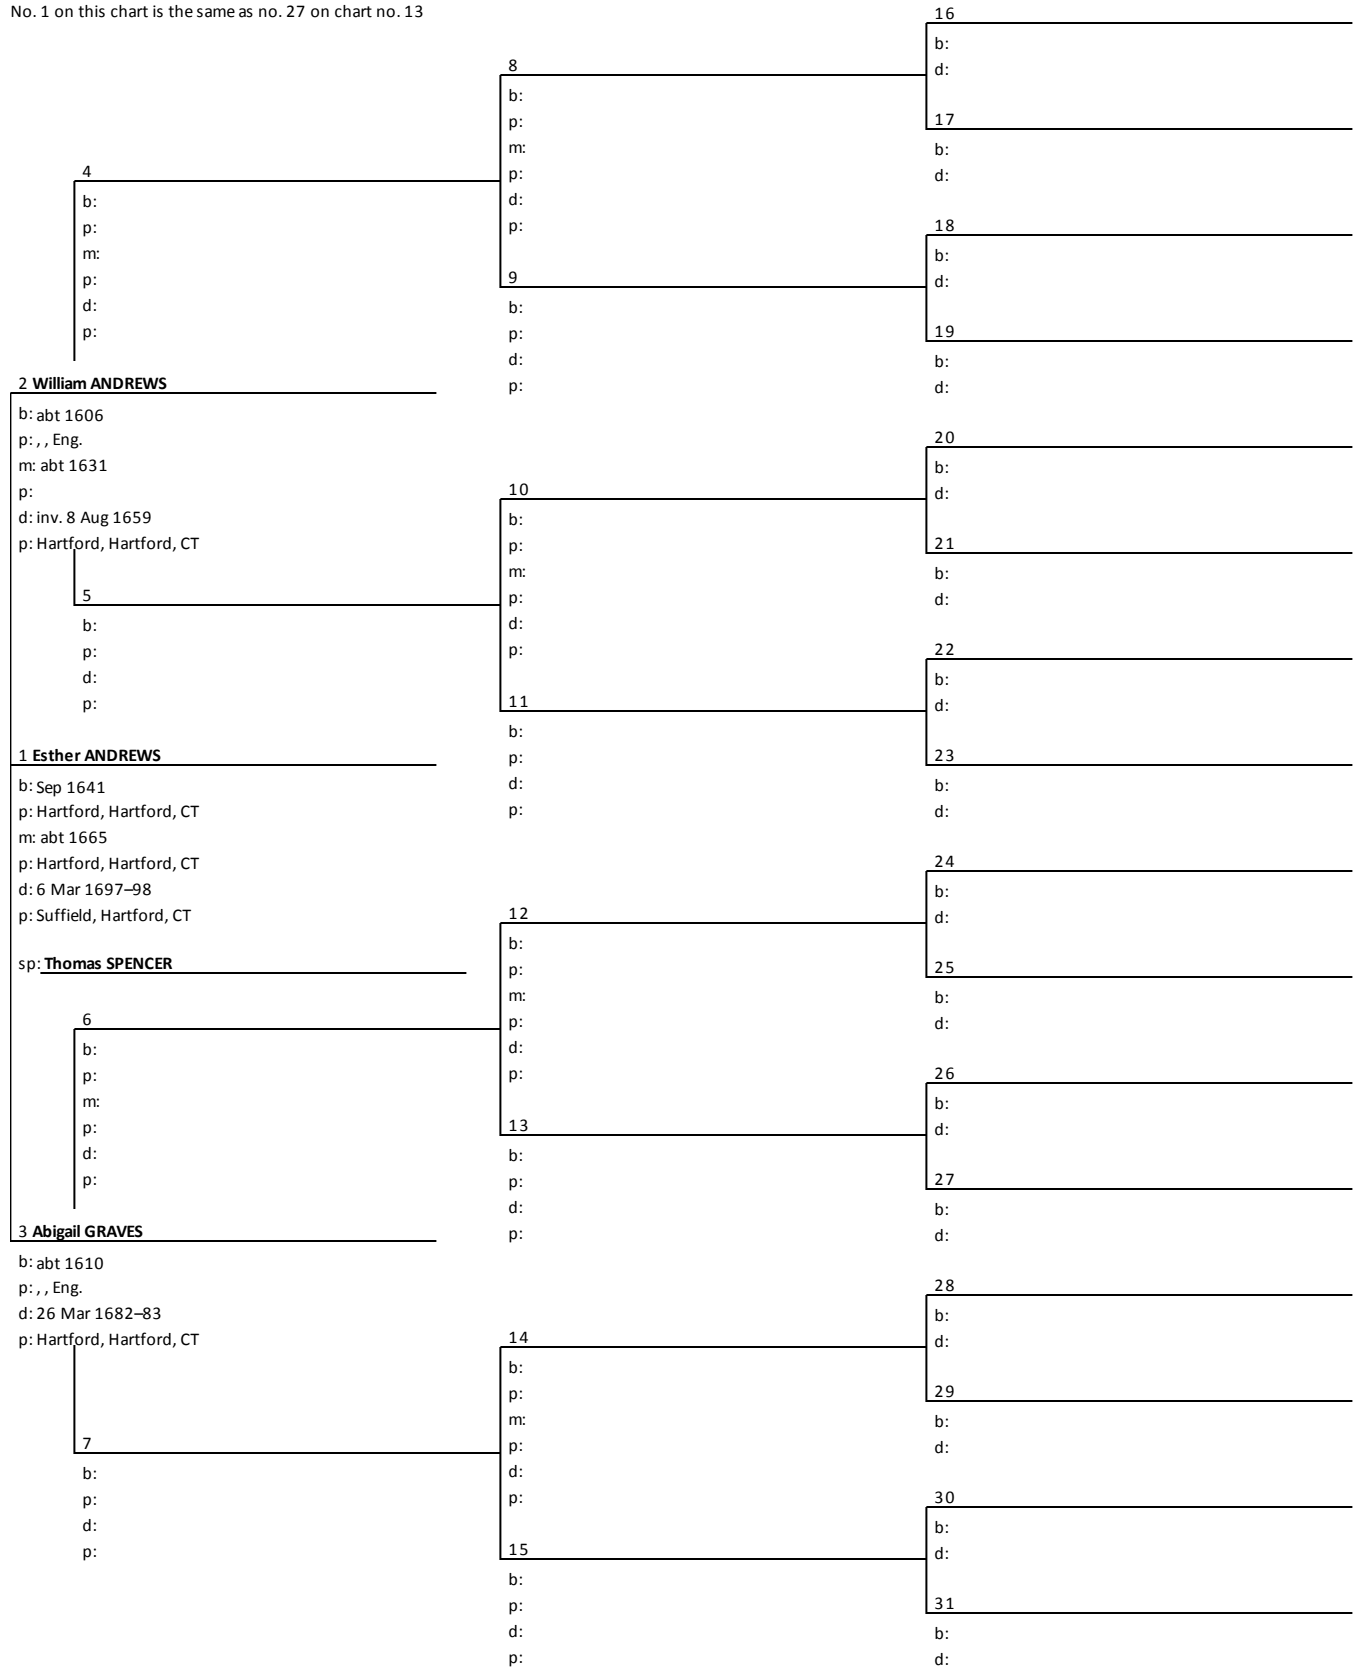 No. 1 on this chart is the same as no. 27 on chart no. 13
4
b:
p:
m:
p:
d:
p:
2 William ANDREWS
b: abt 1606
p: , , Eng.
m: abt 1631
p:
d: inv. 8 Aug 1659
p: Hartford, Hartford, CT
5
b:
p:
d:
p:
1 Esther ANDREWS
b: Sep 1641
p: Hartford, Hartford, CT
m: abt 1665
p: Hartford, Hartford, CT
d: 6 Mar 1697–98
p: Suffield, Hartford, CT
sp: Thomas SPENCER
6
b:
p:
m:
p:
d:
p:
3 Abigail GRAVES
b: abt 1610
p: , , Eng.
d: 26 Mar 1682–83
p: Hartford, Hartford, CT
7
b:
p:
d:
p:
8
b:
p:
m:
p:
d:
p:
9
b:
p:
d:
p:
10
b:
p:
m:
p:
d:
p:
11
b:
p:
d:
p:
12
b:
p:
m:
p:
d:
p:
13
b:
p:
d:
p:
14
b:
p:
m:
p:
d:
p:
15
b:
p:
d:
p:
16
b:
d:
17
b:
d:
18
b:
d:
19
b:
d:
20
b:
d:
21
b:
d:
22
b:
d:
23
b:
d:
24
b:
d:
25
b:
d:
26
b:
d:
27
b:
d:
28
b:
d:
29
b:
d:
30
b:
d:
31
b:
d: